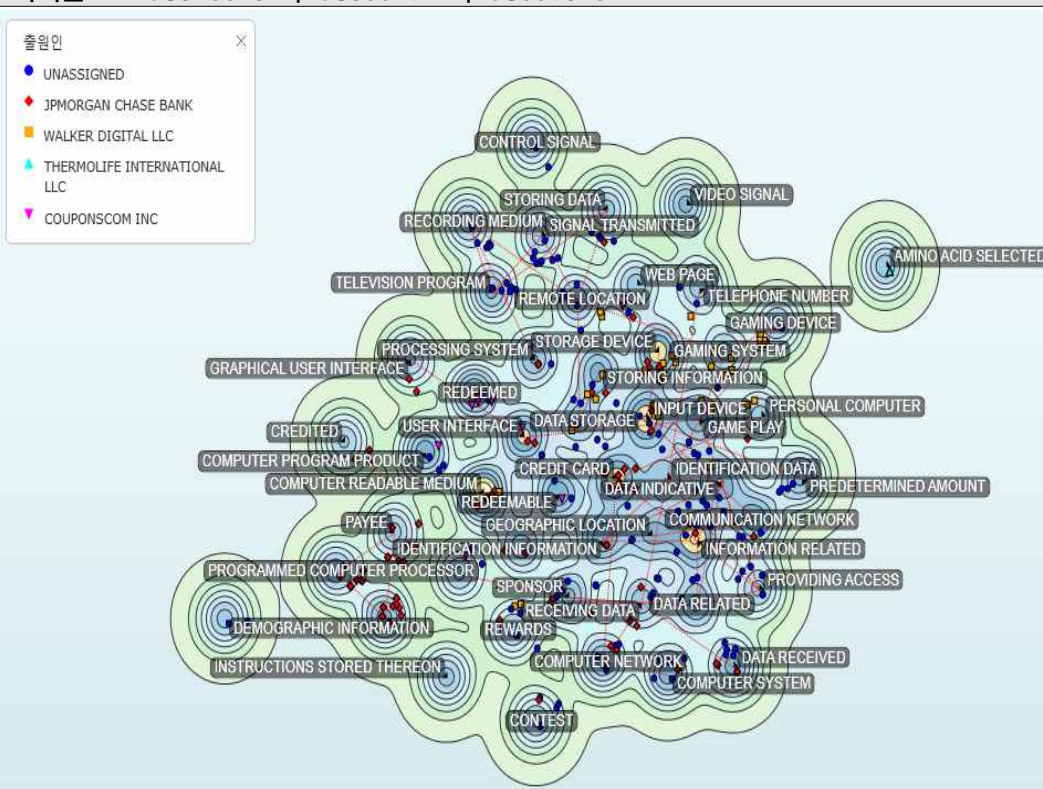 출원인
UNASSIGNED
JPMORGAN CHASE BANK
WALKER DIGITAL LLC
THERMOLIFE INTERNATIONAL
LLC
COUPONSCOM INC
CONTROL SIGNAL
VIDEO SIGNAL
STORING DATA
RECORDING MEDIUM
SIGNAL TRANSMITTED
AMINO ACID SELECTED
WEB PAGE
TELEVISION PROGRAM
REMOTE LOCATION
TELEPHONE NUMBER
GAMING DEVICE
STORAGE DEVICE
PROCESSING SYSTEM
GAMING SYSTEM
GRAPHICAL USER INTERFACE
STORING INFORMATION
REDEEMED
INPUT DEVICE
PERSONAL COMPUTER
DATA STORAGE
USER INTERFACE
GAME PLAY
CREDITED
COMPUTER PROGRAM PRODUCT
CREDIT CARD
IDENTIFICATION DATA
COMPUTER READABLE MEDIUM
DATA INDICATIVE
PREDETERMINED AMOUNT
REDEEMABLE
PAYEE
GEOGRAPHIC LOCATION
COMMUNICATION NETWORK
IDENTIFICATION INFORMATION
INFORMATION RELATED
PROGRAMMED COMPUTER PROCESSOR
PROVIDING ACCESS
SPONSOR
RECEIVING DATA
DATA RELATED
DEMOGRAPHIC INFORMATION
REWARDS
COMPUTER NETWORK
DATA RECEIVED
INSTRUCTIONS STORED THEREON
COMPUTER SYSTEM
CONTEST